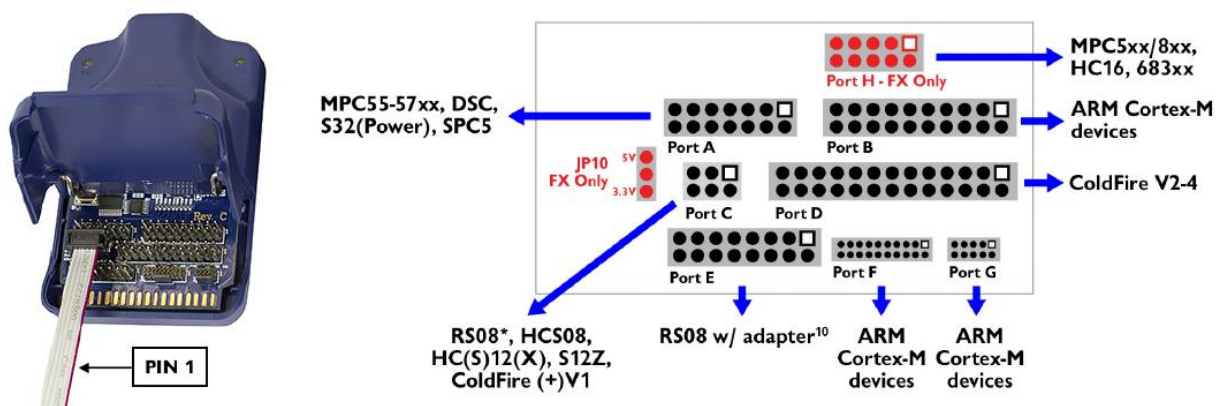 MPC5xx/8xx,
HC16, 683xx
Port H - FX Only
MPC55-57xx, DSC,
S32(Power), SPC5
ARM Cortex-M
devices
Port A
Port B
JP10
FX Only
5V
3.3V
ColdFire V2-4
Port C
Port D
Rev. C
Port E
Port F
Port G
RS08*, HCS08,
HC(S)12(X), S12Z,
ColdFire (+)V1
RS08 w/ adapter¹⁰
ARM
Cortex-M
devices
ARM
Cortex-M
devices
PIN 1